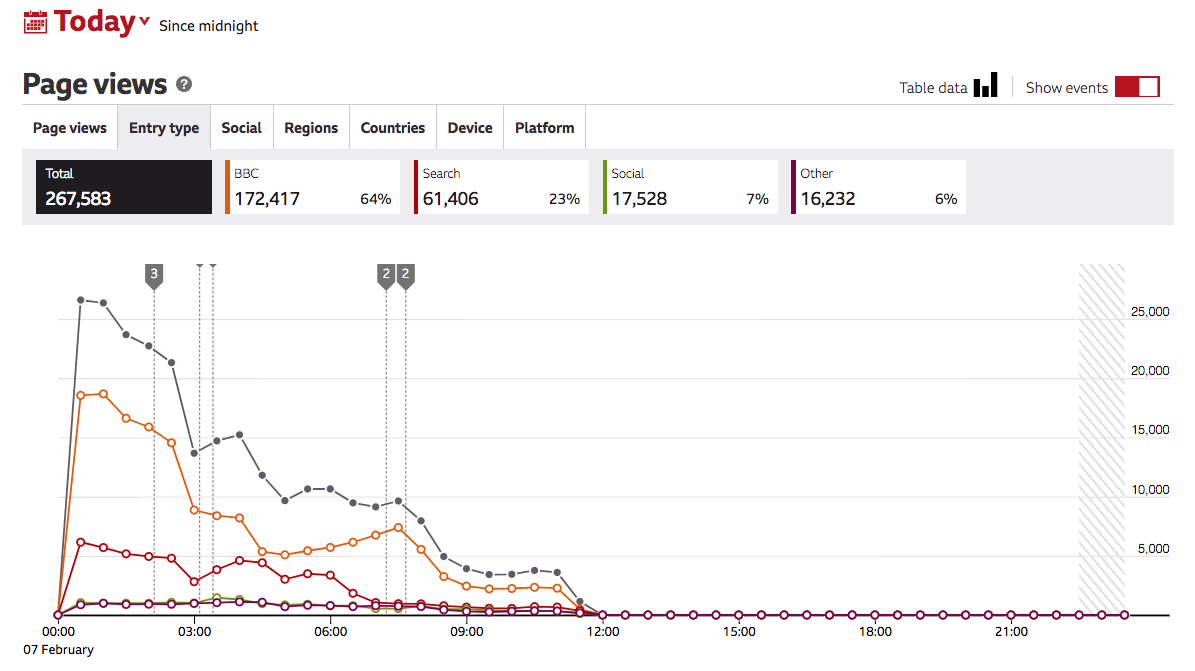 Today Since midnight
Page views ?
Table data Show events
Page views Entry type Social Regions Countries Device Platform
Total BBC Search Social Other
267,583 172,417 64% 61,406 23% 17,528 7% 16,232 6%
3 2 2
25,000
20,000
15,000
10,000
5,000
00:00 03:00 06:00 09:00 12:00 15:00 18:00 21:00
07 February